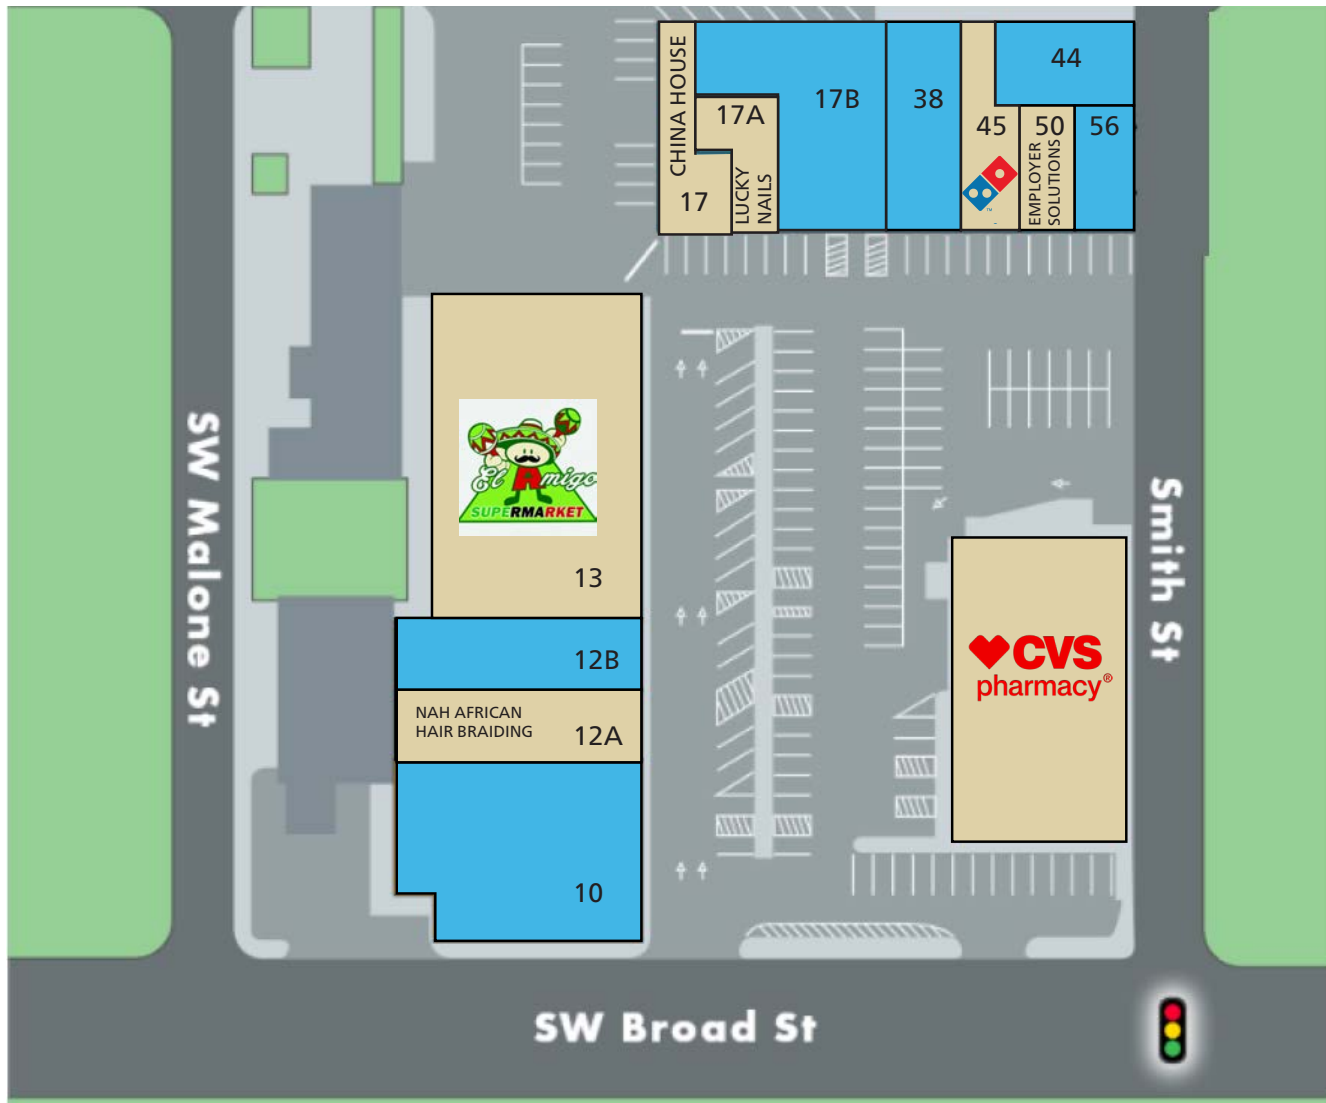 CHINA HOUSE
17
17A
LUCKY
NAILS
17B
38
45
™
44
50
EMPLOYER
SOLUTIONS
56
El Amigo
SUPERMARKET
13
12B
NAH AFRICAN
HAIR BRAIDING
12A
10
CVS
pharmacy®
SW Malone St
Smith St
SW Broad St